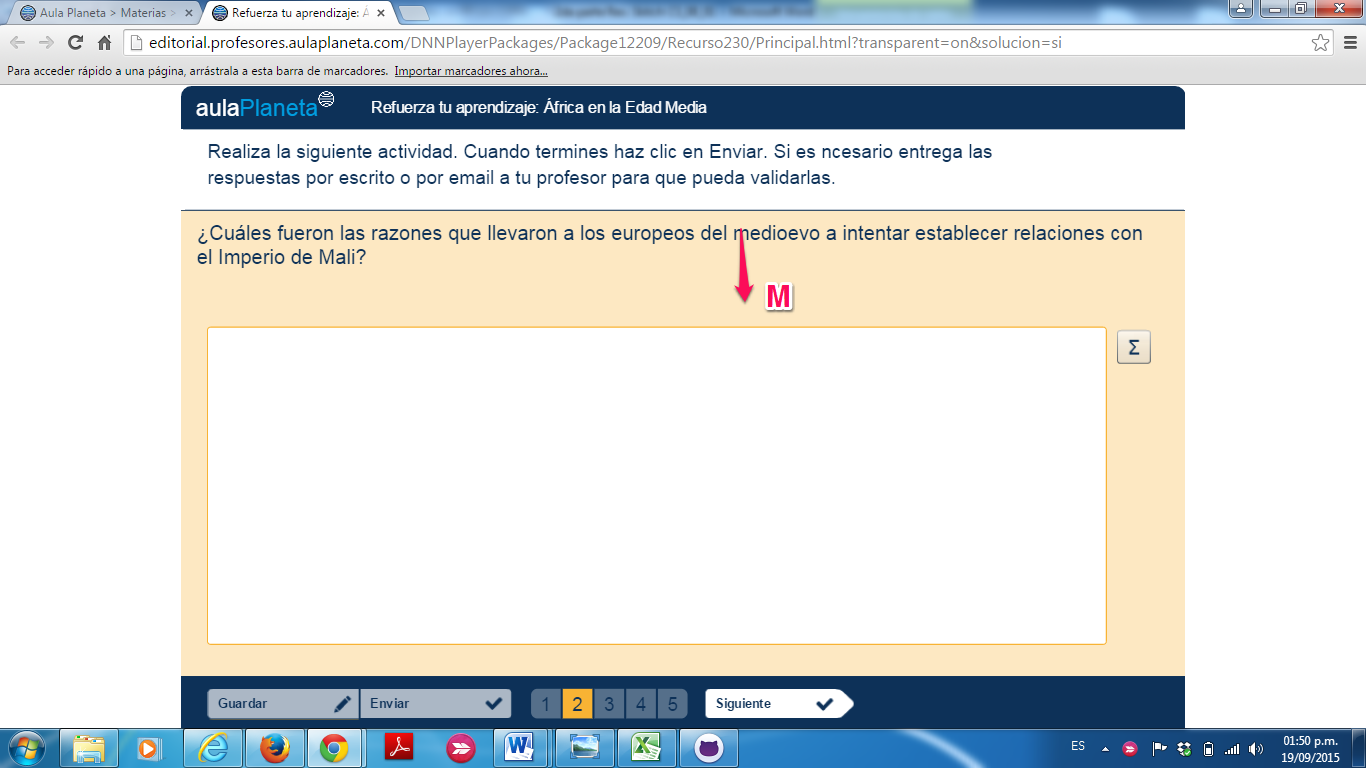 Aula Planeta > Materias >
Refuerza tu aprendizaje: Á
editorial.profesores.aulaplaneta.com/DNNPlayerPackages/Package12209/Recurso230/Principal.html?transparent=on&solucion=si
Para acceder rápido a una página, arrástrala a esta barra de marcadores. Importar marcadores ahora...
aulaPlaneta
Refuerza tu aprendizaje: África en la Edad Media
Realiza la siguiente actividad. Cuando termines haz clic en Enviar. Si es ncesario entrega las
respuestas por escrito o por email a tu profesor para que pueda validarlas.
¿Cuáles fueron las razones que llevaron a los europeos del medioevo a intentar establecer relaciones con
el Imperio de Mali?
M
Σ
Guardar
Enviar
1 2 3 4 5
Siguiente
ES
01:50 p.m.
19/09/2015